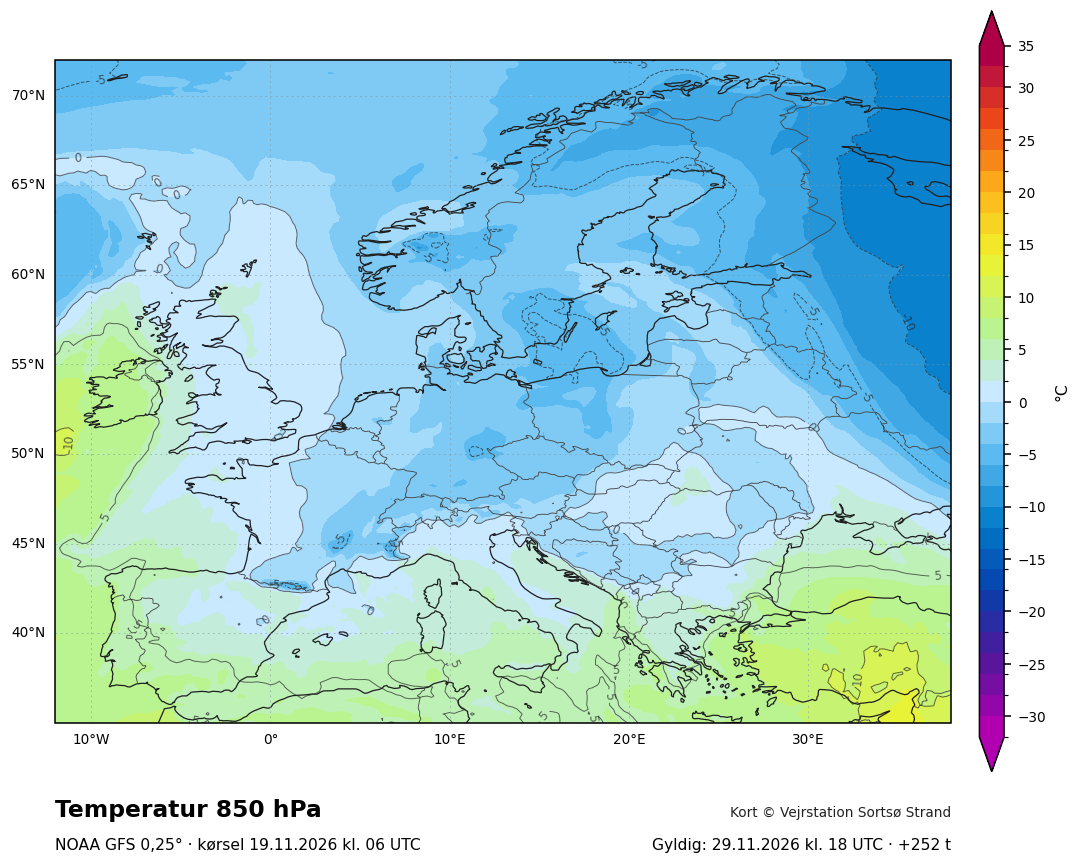 70°N
65°N
60°N
55°N
50°N
45°N
40°N
10°W
0°
10°E
20°E
30°E
35
30
25
20
15
10
5
0
−5
−10
−15
−20
−25
−30
°C
Temperatur 850 hPa
Kort © Vejrstation Sortsø Strand
NOAA GFS 0,25° · kørsel 19.11.2026 kl. 06 UTC
Gyldig: 29.11.2026 kl. 18 UTC · +252 t